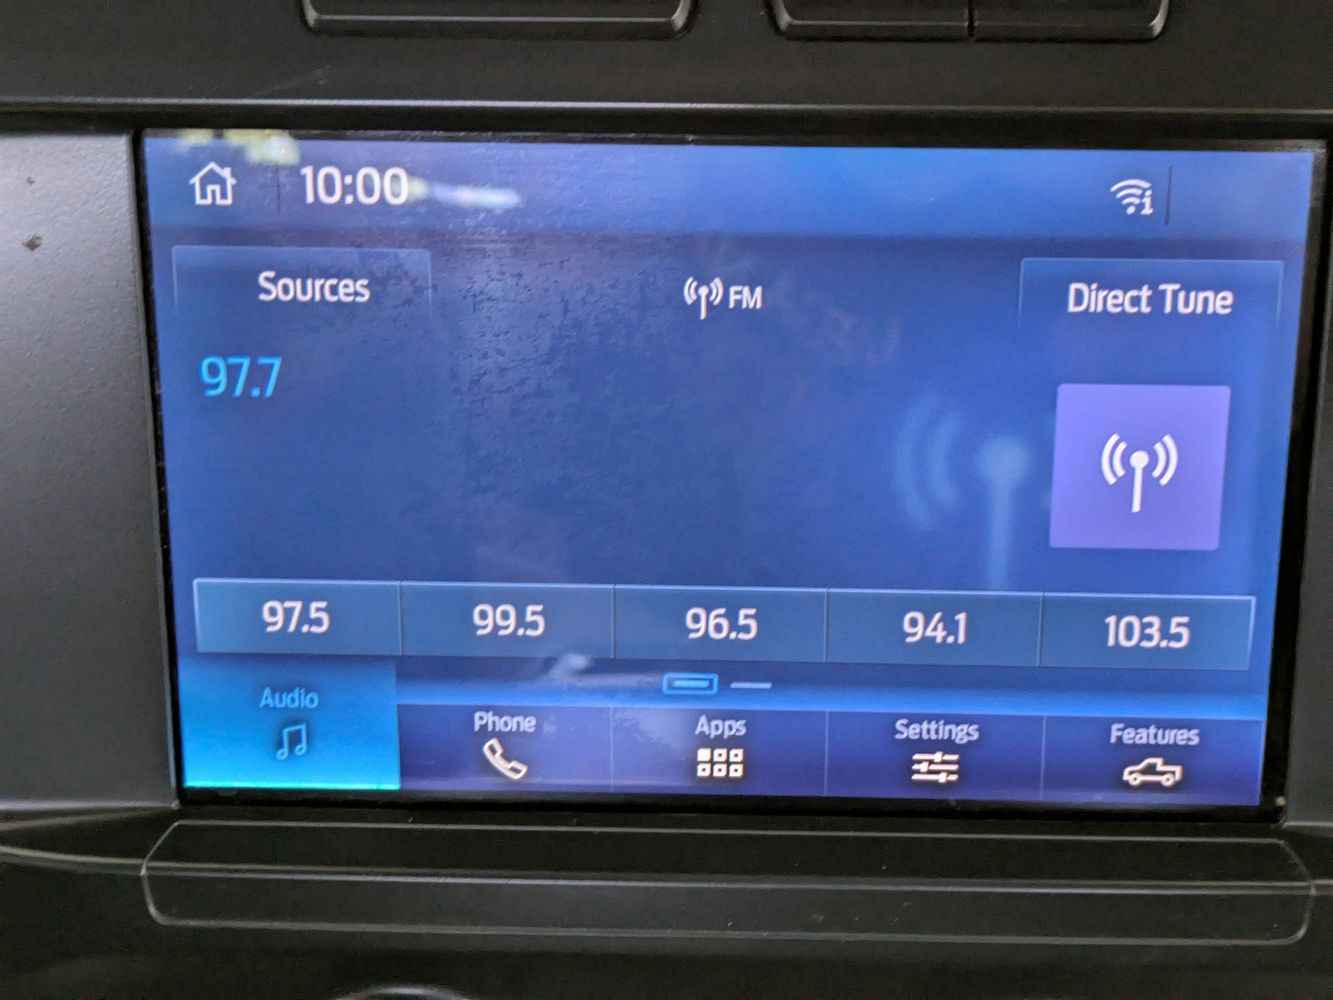 10:00
Sources
FM
Direct Tune
97.7
97.5 99.5 96.5 94.1 103.5
Audio Phone Apps Settings Features